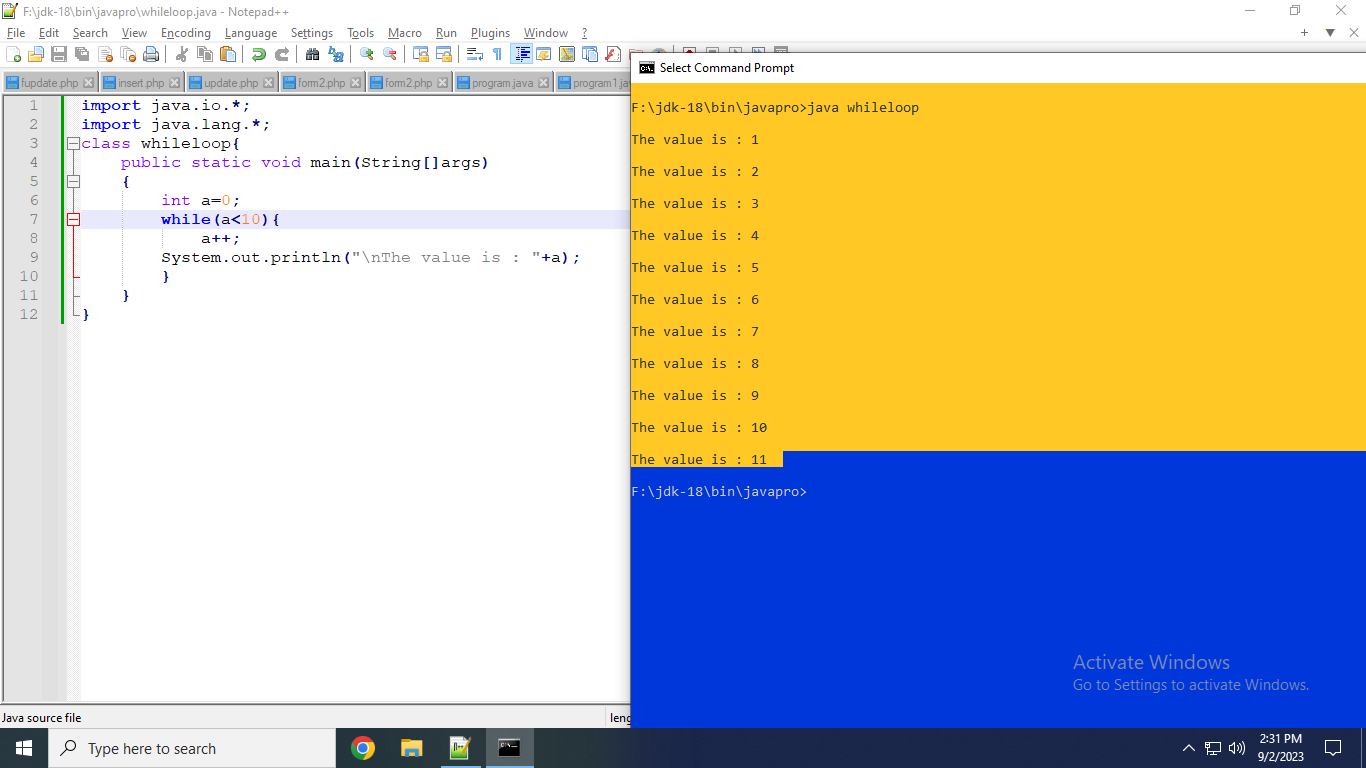 F:\jdk-18\bin\javapro\whileloop.java - Notepad++
File Edit Search View Encoding Language Settings Tools Macro Run Plugins Window ?
fupdate.php insert.php update.php form2.php form2.php program.java program1.ja
1 import java.io.*;
2 import java.lang.*;
3 class whileloop{
4 public static void main(String[]args)
5 {
6 int a=0;
7 while(a<10){
8 a++;
9 System.out.println("\nThe value is : "+a);
10 }
11 }
12 }
Java source file
leng
Select Command Prompt
F:\jdk-18\bin\javapro>java whileloop
The value is : 1
The value is : 2
The value is : 3
The value is : 4
The value is : 5
The value is : 6
The value is : 7
The value is : 8
The value is : 9
The value is : 10
The value is : 11
F:\jdk-18\bin\javapro>
Activate Windows
Go to Settings to activate Windows.
Type here to search
2:31 PM
9/2/2023